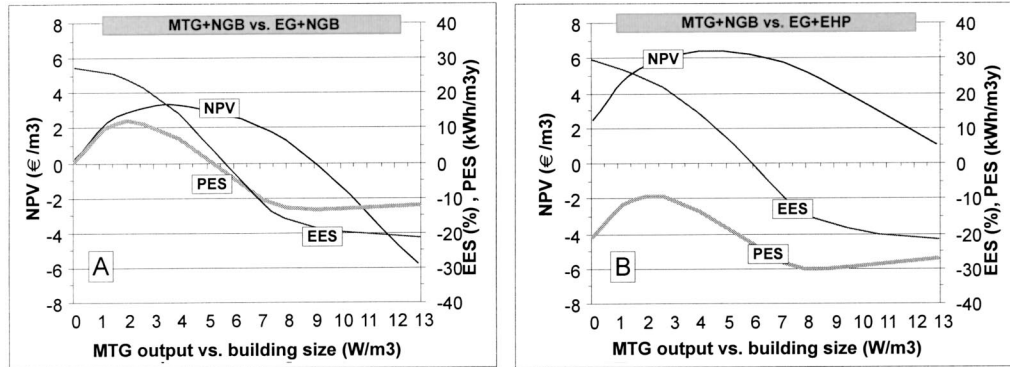 MTG+NGB vs. EG+NGB
NPV (€/m3)
8
6
4
2
0
-2
-4
-6
-8
NPV
PES
EES
A
40
30
20
10
0
-10
-20
-30
-40
EES (%), PES (kWh/m3y)
0 1 2 3 4 5 6 7 8 9 10 11 12 13
MTG output vs. building size (W/m3)
MTG+NGB vs. EG+EHP
NPV (€/m3)
8
6
4
2
0
-2
-4
-6
-8
NPV
EES
PES
B
40
30
20
10
0
-10
-20
-30
-40
EES (%), PES (kWh/m3y)
0 1 2 3 4 5 6 7 8 9 10 11 12 13
MTG output vs. building size (W/m3)